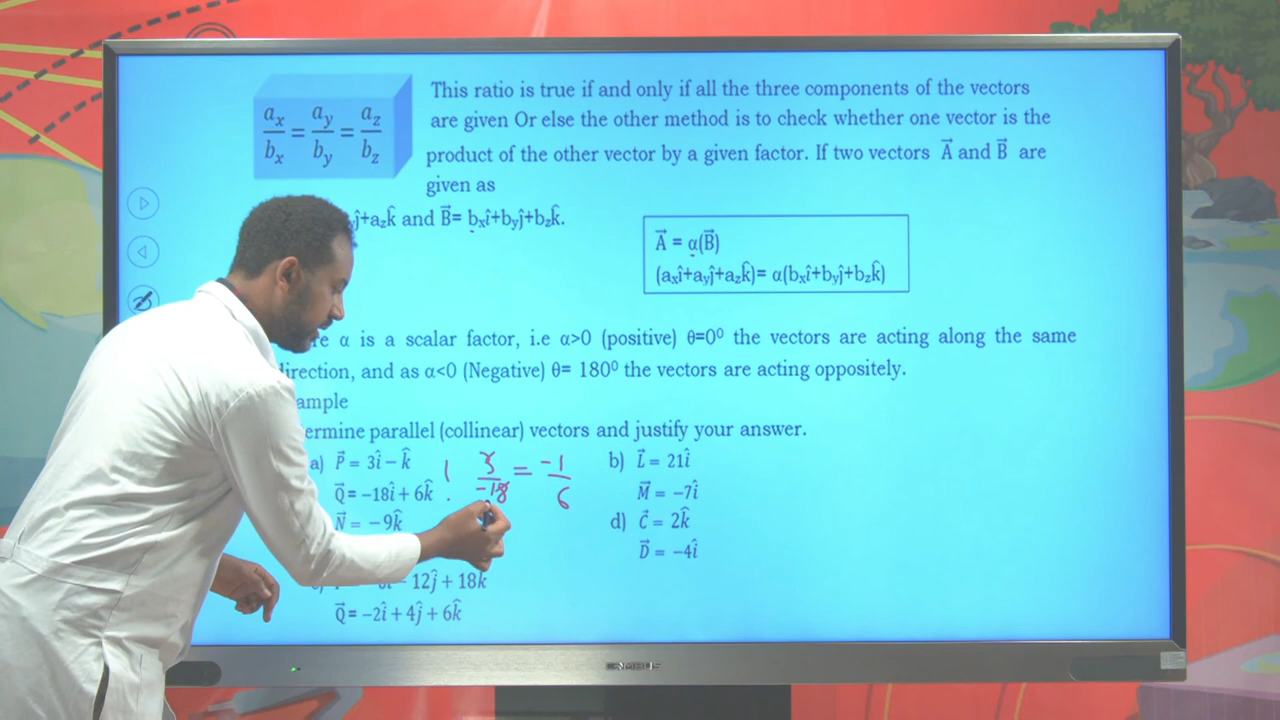 aₓ/bₓ = a_y/b_y = a_z/b_z
This ratio is true if and only if all the three components of the vectors
are given Or else the other method is to check whether one vector is the
product of the other vector by a given factor. If two vectors A⃗ and B⃗ are
given as
ĵ+a_zk̂ and B⃗= bₓî+b_yĵ+b_zk̂.
A⃗ = α(B⃗)
(aₓî+a_yĵ+a_zk̂)= α(bₓî+b_yĵ+b_zk̂)
α is a scalar factor, i.e α>0 (positive) θ=0⁰ the vectors are acting along the same
direction, and as α<0 (Negative) θ= 180⁰ the vectors are acting oppositely.
ample
ermine parallel (collinear) vectors and justify your answer.
a) P⃗ = 3î − k̂
Q⃗ = −18î + 6k̂
3/−18 = −1/6
N⃗ = −9k̂
12ĵ + 18k
Q⃗ = −2î + 4ĵ + 6k̂
b) L⃗ = 21î
M⃗ = −7î
d) C⃗ = 2k̂
D⃗ = −4î